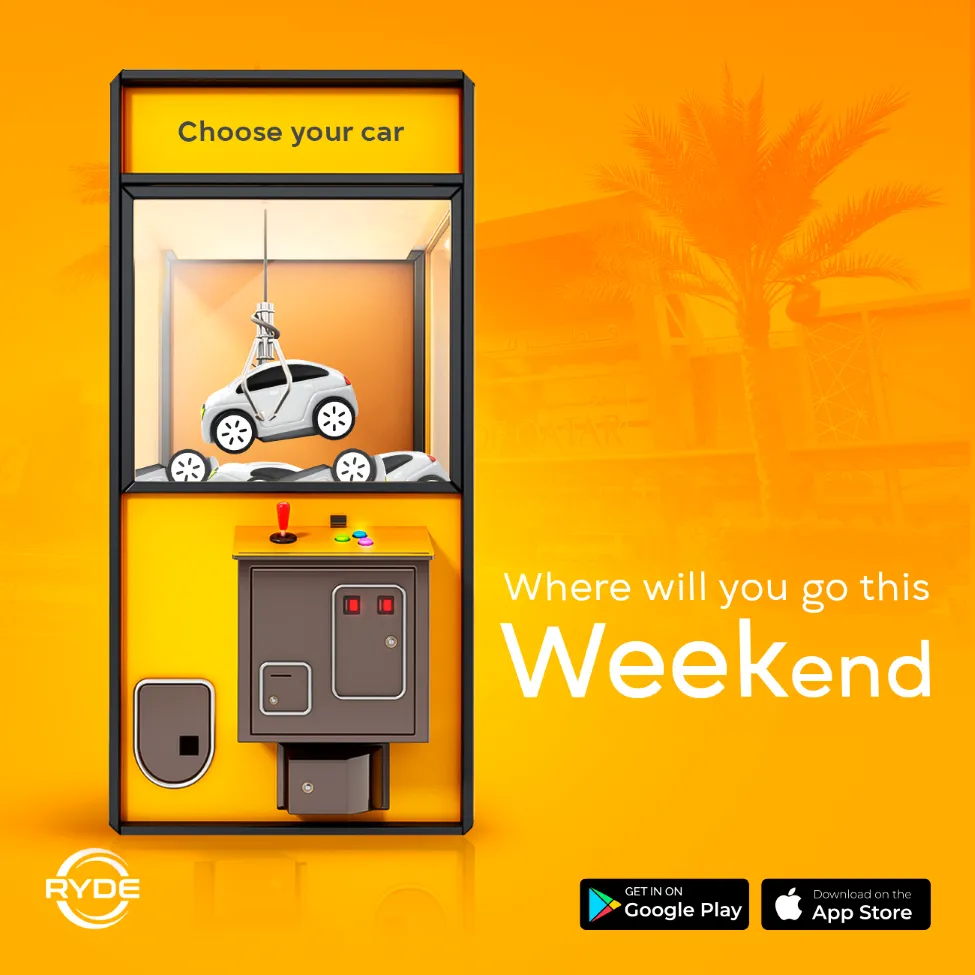 Choose your car
Where will you go this
Weekend
RYDE
GET IN ON
Google Play
Download on the
App Store